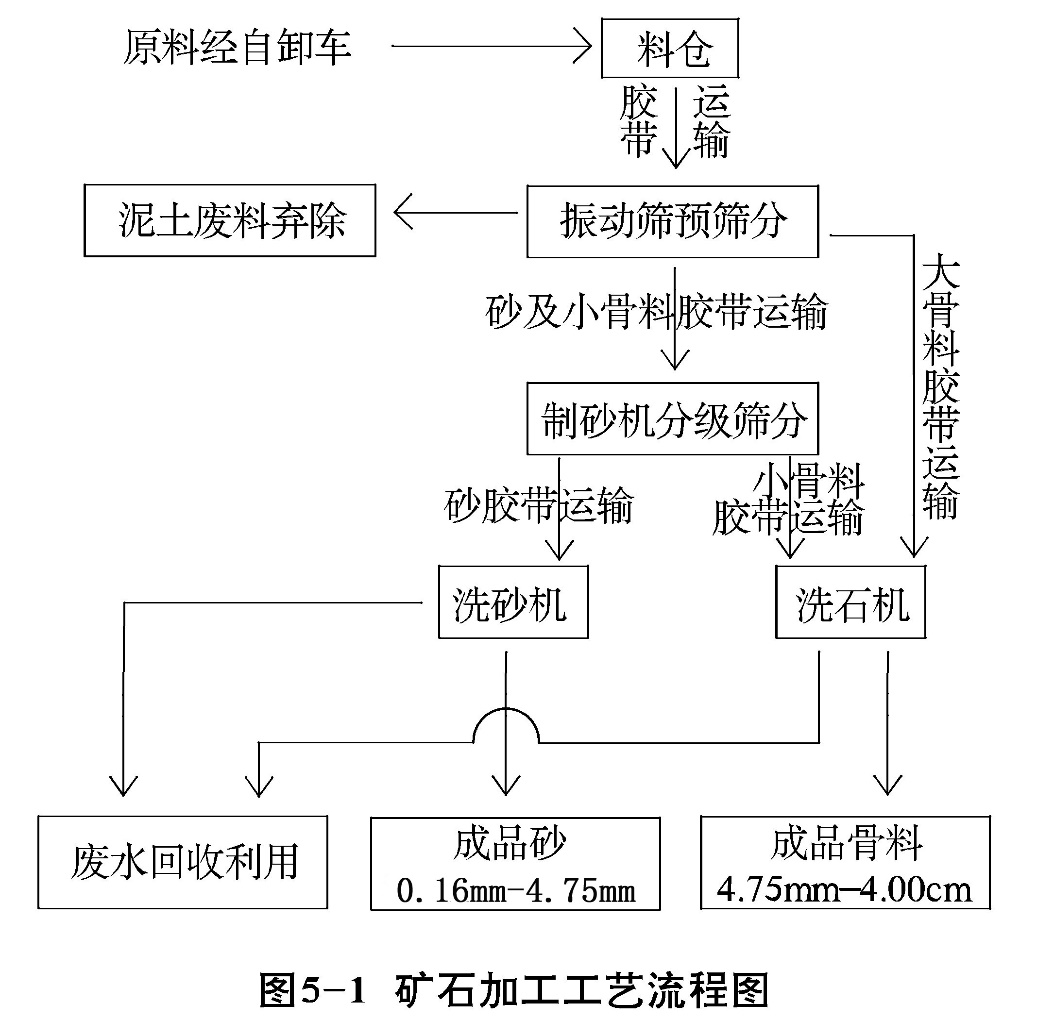 原料经自卸车
料仓
胶带
运输
泥土废料弃除
振动筛预筛分
砂及小骨料胶带运输
大骨料胶带运输
制砂机分级筛分
砂胶带运输
小骨料
胶带运输
洗砂机
洗石机
废水回收利用
成品砂
0.16mm-4.75mm
成品骨料
4.75mm-4.00cm
图5-1 矿石加工工艺流程图